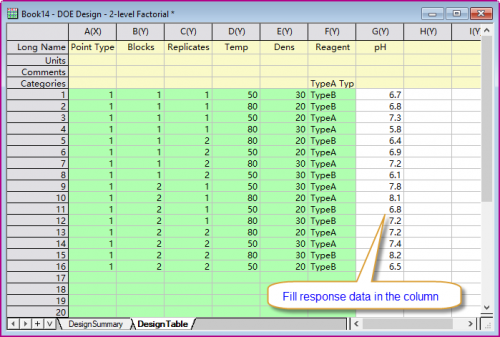 Book14 - DOE Design - 2-level Factorial *
A(X) B(Y) C(Y) D(Y) E(Y) F(Y) G(Y) H(Y) I(Y)
Long Name Point Type Blocks Replicates Temp Dens Reagent pH
Units
Comments
Categories TypeA Typ
1 1 1 1 50 30 TypeB 6.7
2 1 1 1 80 20 TypeB 6.8
3 1 1 1 50 20 TypeA 7.3
4 1 1 1 80 30 TypeA 5.8
5 1 1 2 80 20 TypeB 6.4
6 1 1 2 50 20 TypeA 6.9
7 1 1 2 80 30 TypeA 7.2
8 1 1 2 50 30 TypeB 6.1
9 1 2 1 50 30 TypeA 7.8
10 1 2 1 80 20 TypeA 8.1
11 1 2 1 50 20 TypeB 6.8
12 1 2 1 80 30 TypeB 7.2
13 1 2 2 80 20 TypeA 7.2
14 1 2 2 50 30 TypeA 7.4
15 1 2 2 80 30 TypeB 8.2
16 1 2 2 50 20 TypeB 6.5
17
18
19
20
Fill response data in the column
DesignSummary DesignTable